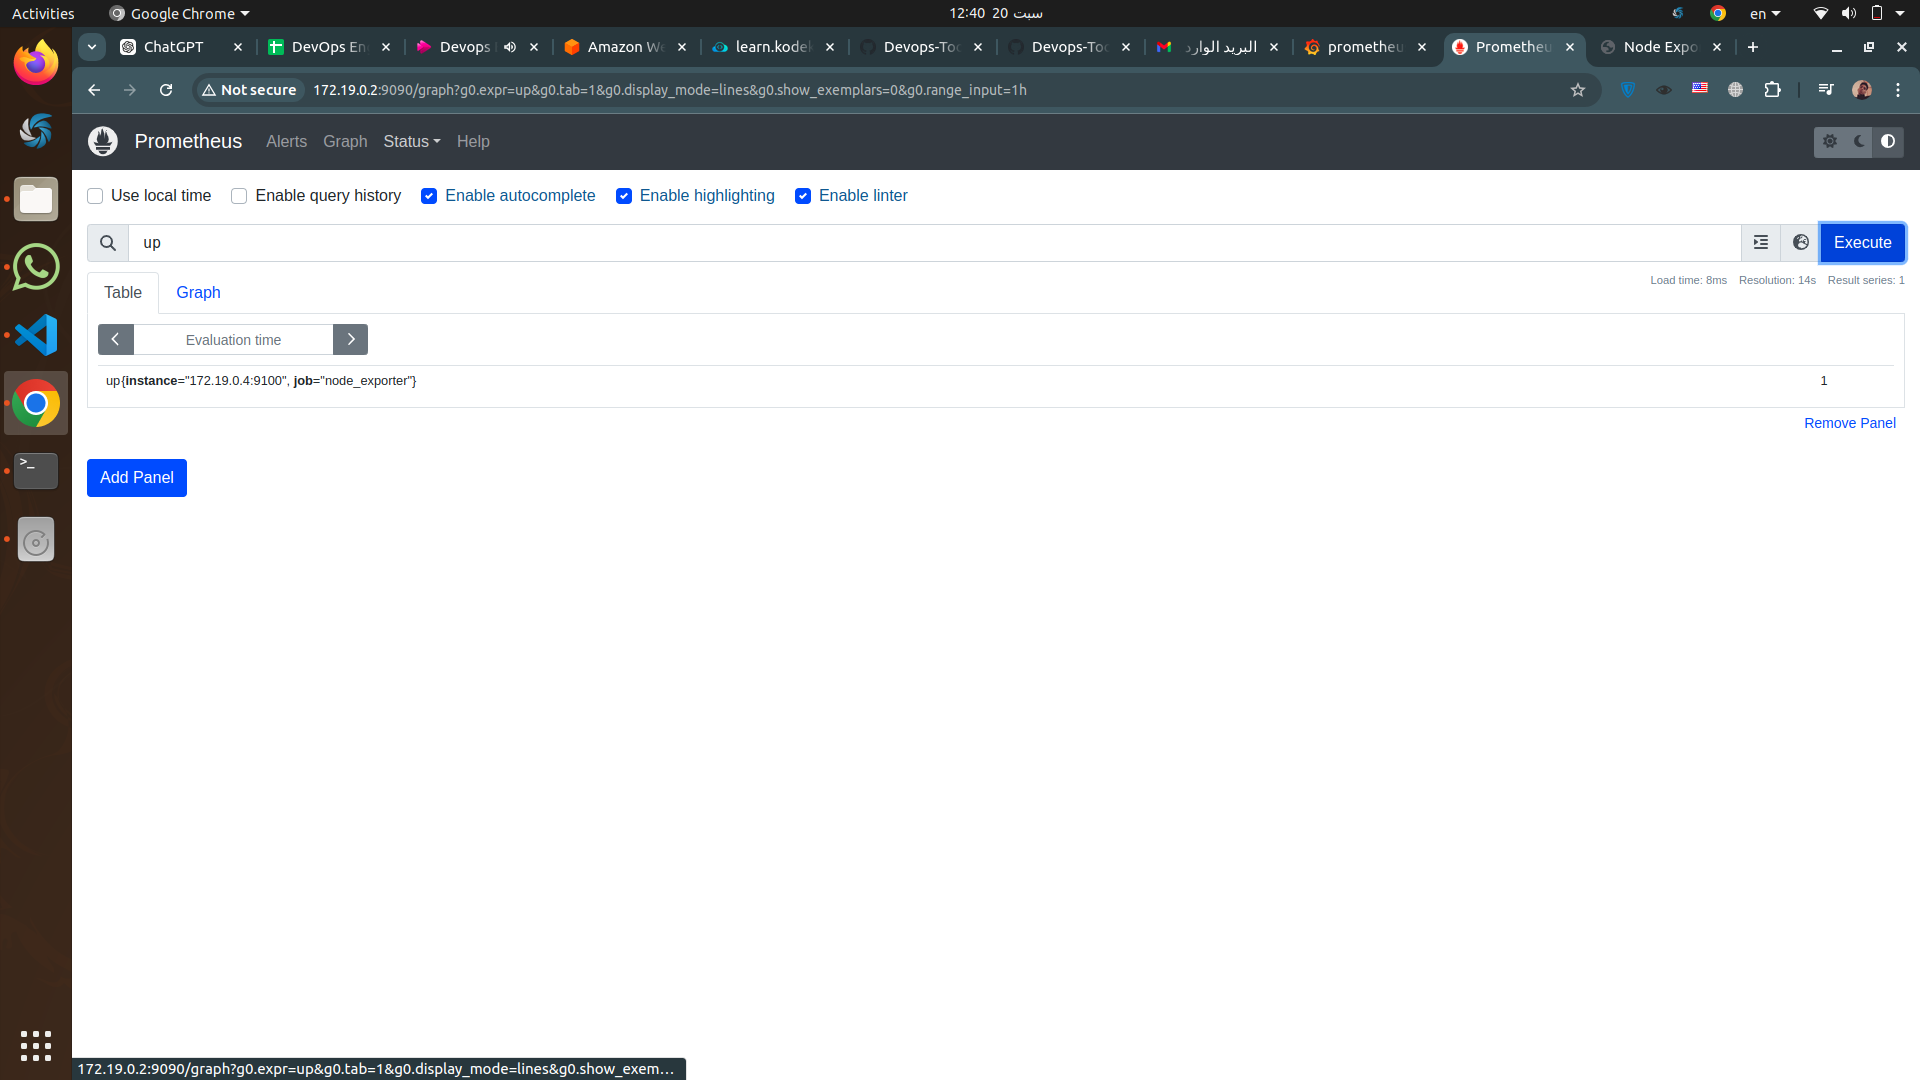 Activities
Google Chrome
سبت 20 12:40
en
ChatGPT
DevOps En
Devops
Amazon We
learn.kodek
Devops-Too
Devops-Too
البريد الوارد
prometheu
Prometheu
Node Expo
Not secure
172.19.0.2:9090/graph?g0.expr=up&g0.tab=1&g0.display_mode=lines&g0.show_exemplars=0&g0.range_input=1h
Prometheus
Alerts
Graph
Status
Help
Use local time
Enable query history
Enable autocomplete
Enable highlighting
Enable linter
up
Execute
Table
Graph
Load time: 8ms
Resolution: 14s
Result series: 1
Evaluation time
up{instance="172.19.0.4:9100", job="node_exporter"}
1
Remove Panel
Add Panel
>_
172.19.0.2:9090/graph?g0.expr=up&g0.tab=1&g0.display_mode=lines&g0.show_exem…